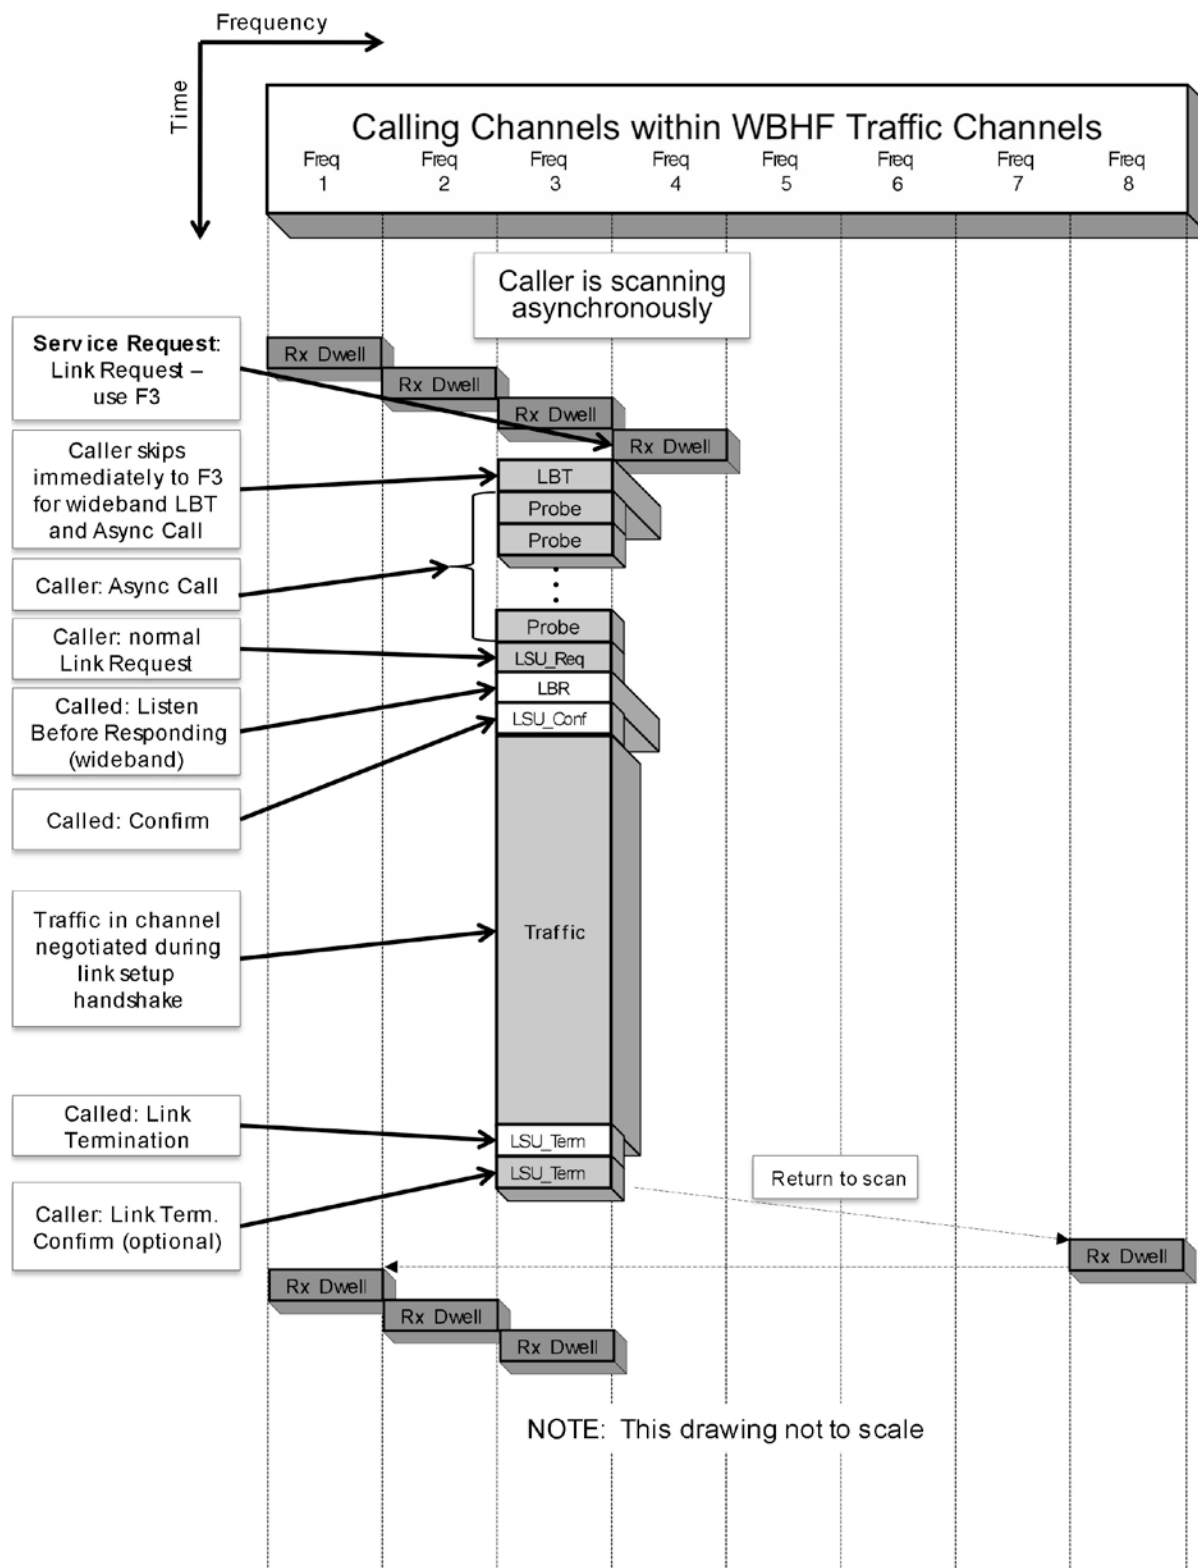 Frequency
Time
Calling Channels within WBHF Traffic Channels
Freq Freq Freq Freq Freq Freq Freq Freq
1 2 3 4 5 6 7 8
Caller is scanning
asynchronously
Service Request:
Link Request –
use F3
Rx Dwell
Rx Dwell
Rx Dwell
Rx Dwell
Caller skips
immediately to F3
for wideband LBT
and Async Call
LBT
Probe
Probe
Caller: Async Call
Probe
Caller: normal
Link Request
LSU_Req
Called: Listen
Before Responding
(wideband)
LBR
LSU_Conf
Called: Confirm
Traffic in channel
negotiated during
link setup
handshake
Traffic
Called: Link
Termination
LSU_Term
LSU_Term
Return to scan
Caller: Link Term.
Confirm (optional)
Rx Dwell
Rx Dwell
Rx Dwell
Rx Dwell
NOTE: This drawing not to scale